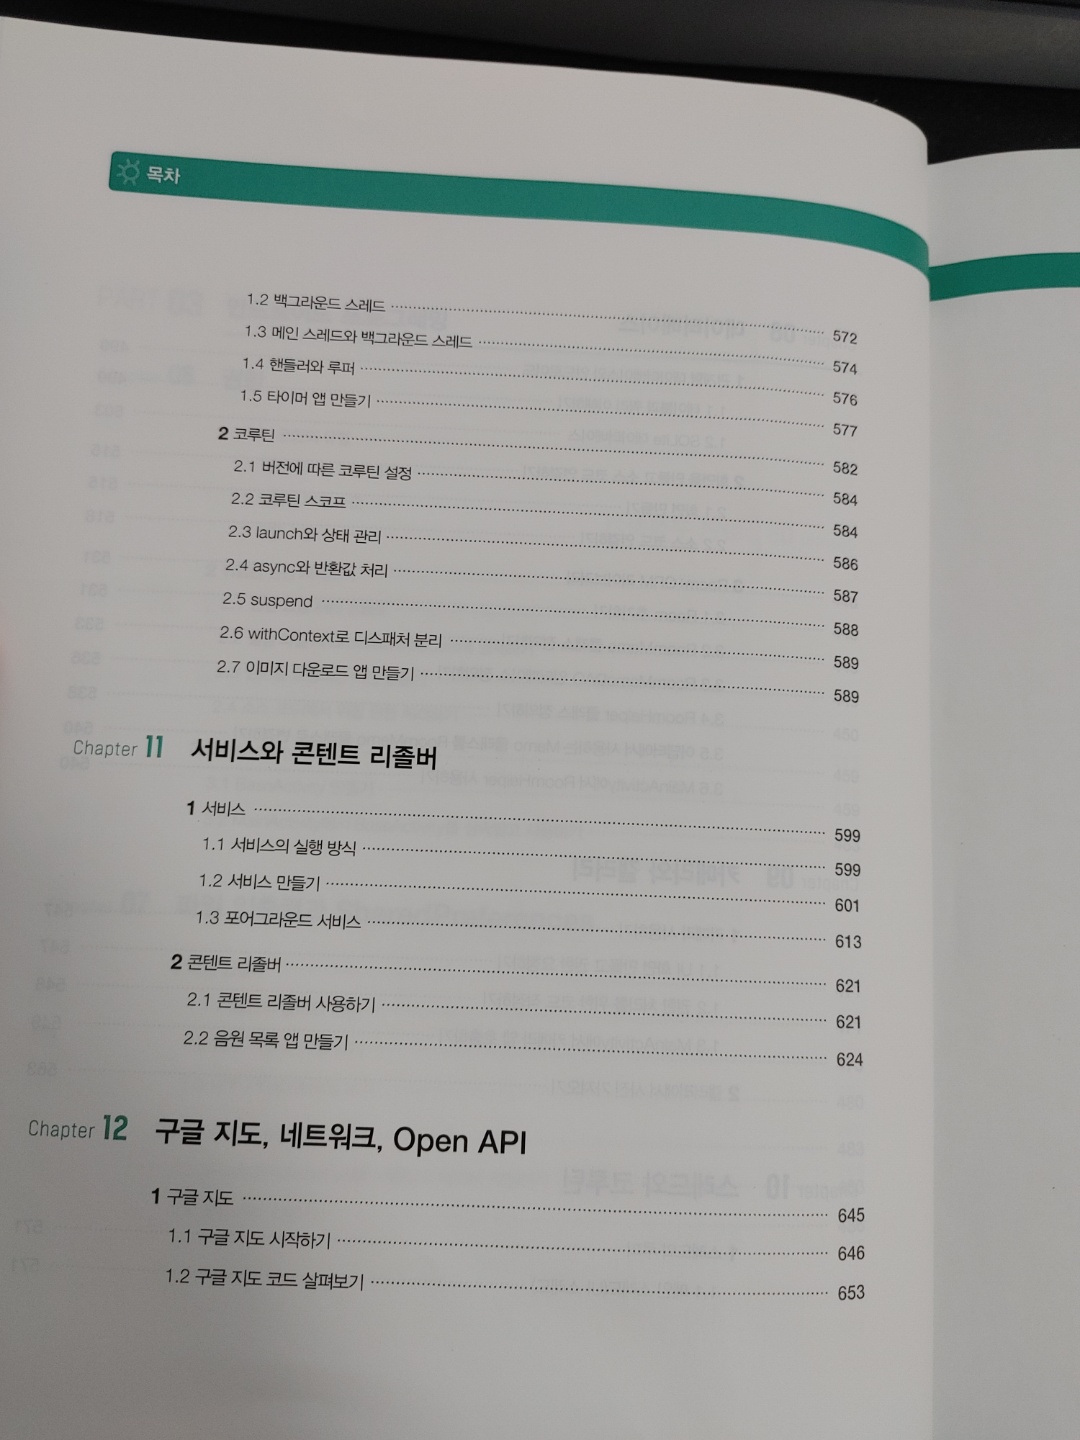 목차
1.2 백그라운드 스레드 572
1.3 메인 스레드와 백그라운드 스레드 574
1.4 핸들러와 루퍼 576
1.5 타이머 앱 만들기 577
2 코루틴 582
2.1 버전에 따른 코루틴 설정 584
2.2 코루틴 스코프 584
2.3 launch와 상태 관리 586
2.4 async와 반환값 처리 587
2.5 suspend 588
2.6 withContext로 디스패처 분리 589
2.7 이미지 다운로드 앱 만들기 589
Chapter 11 서비스와 콘텐트 리졸버
1 서비스 599
1.1 서비스의 실행 방식 599
1.2 서비스 만들기 601
1.3 포어그라운드 서비스 613
2 콘텐트 리졸버 621
2.1 콘텐트 리졸버 사용하기 621
2.2 음원 목록 앱 만들기 624
Chapter 12 구글 지도, 네트워크, Open API
1 구글 지도 645
1.1 구글 지도 시작하기 646
1.2 구글 지도 코드 살펴보기 653